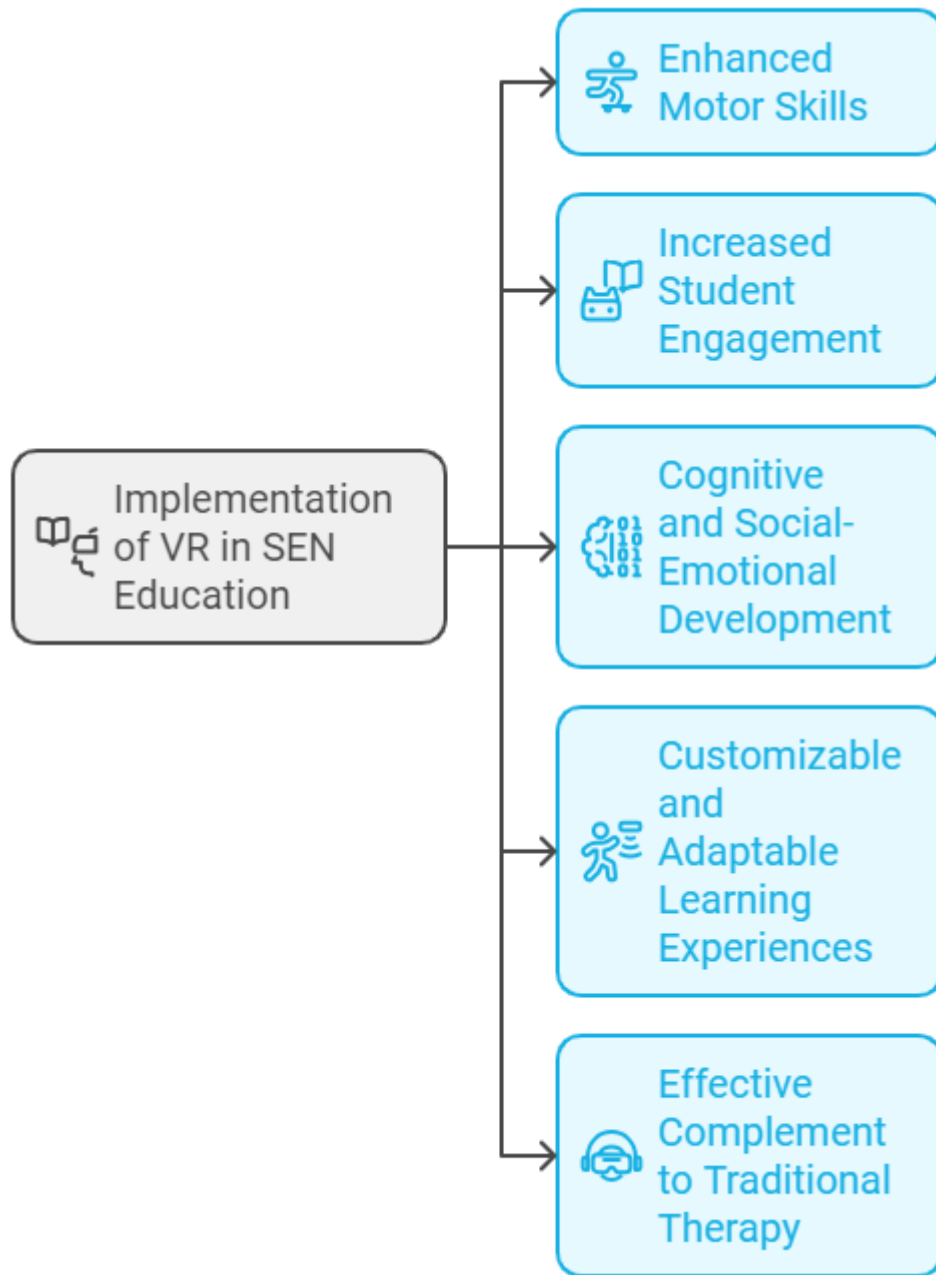 Enhanced
Motor Skills
Increased
Student
Engagement
Implementation
of VR in SEN
Education
Cognitive
and Social-
Emotional
Development
Customizable
and
Adaptable
Learning
Experiences
Effective
Complement
to Traditional
Therapy